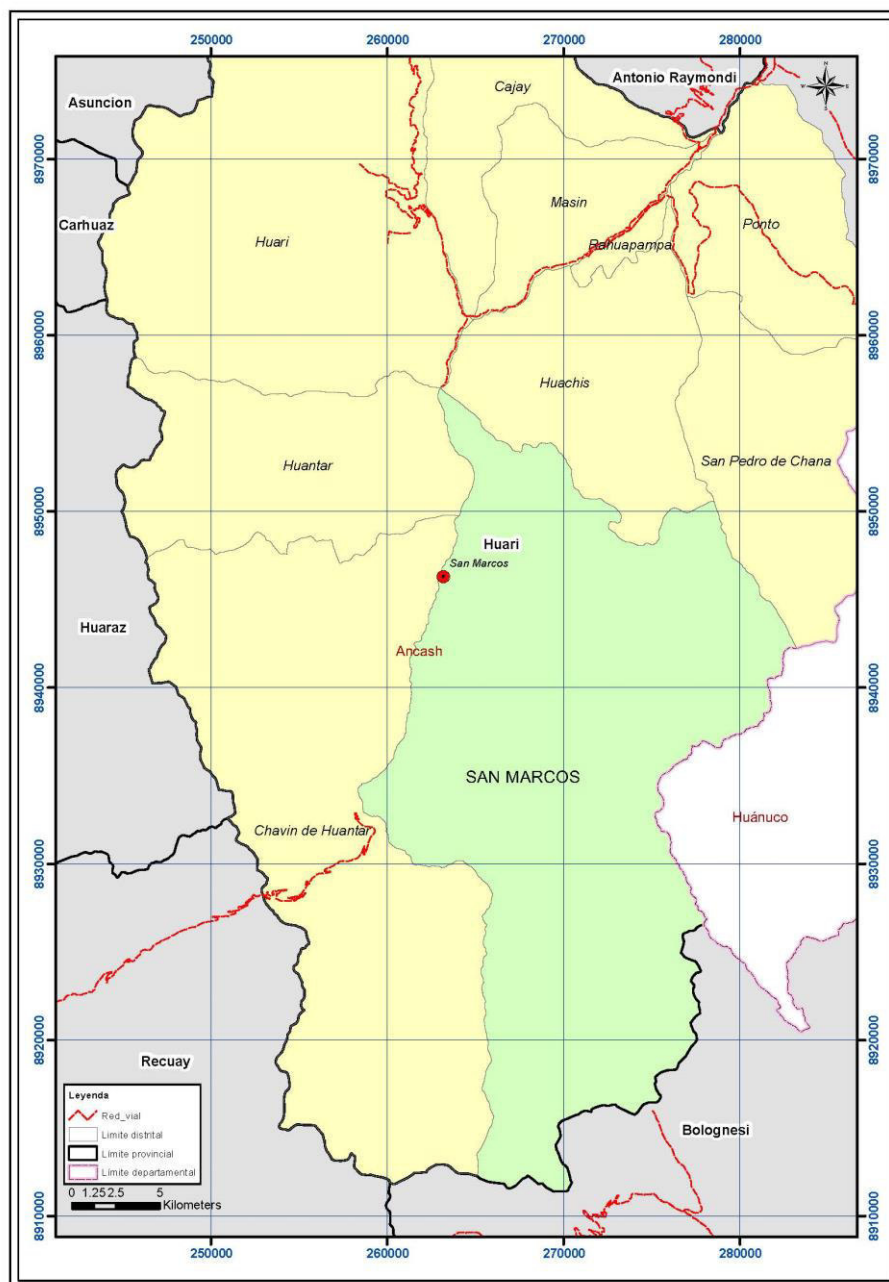 250000 260000 270000 280000
N
W E
S
Antonio Raymondi
Asuncion
Cajay
8970000 8970000
Carhuaz
Masin
Huari
Rahuapampa
Ponto
8960000 8960000
Huachis
Huantar
San Pedro de Chana
8950000 8950000
Huari
San Marcos
Huaraz
Ancash
8940000 8940000
SAN MARCOS
Chavin de Huantar
Huánuco
8930000 8930000
8920000 8920000
Recuay
Bolognesi
Leyenda
Red_vial
Limite distrital
Limite provincial
Límite departamental
0 1.25 2.5 5
Kilometers
8910000 8910000
250000 260000 270000 280000